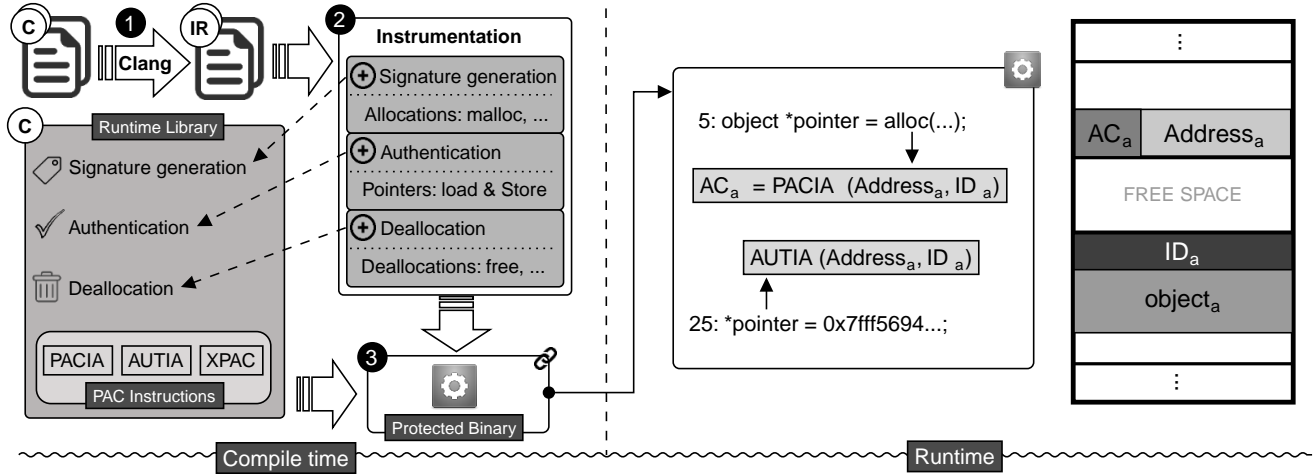 C
1
Clang
IR
2
Instrumentation
Signature generation
Allocations: malloc, ...
Authentication
Pointers: load & Store
Deallocation
Deallocations: free, ...
C
Runtime Library
Signature generation
Authentication
Deallocation
PACIA
AUTIA
XPAC
PAC Instructions
3
Protected Binary
Compile time
5: object *pointer = alloc(...);
ACa = PACIA (Addressa, ID a)
AUTIA (Addressa, ID a)
25: *pointer = 0x7fff5694...;
⋮
ACa
Addressa
FREE SPACE
IDa
objecta
⋮
Runtime